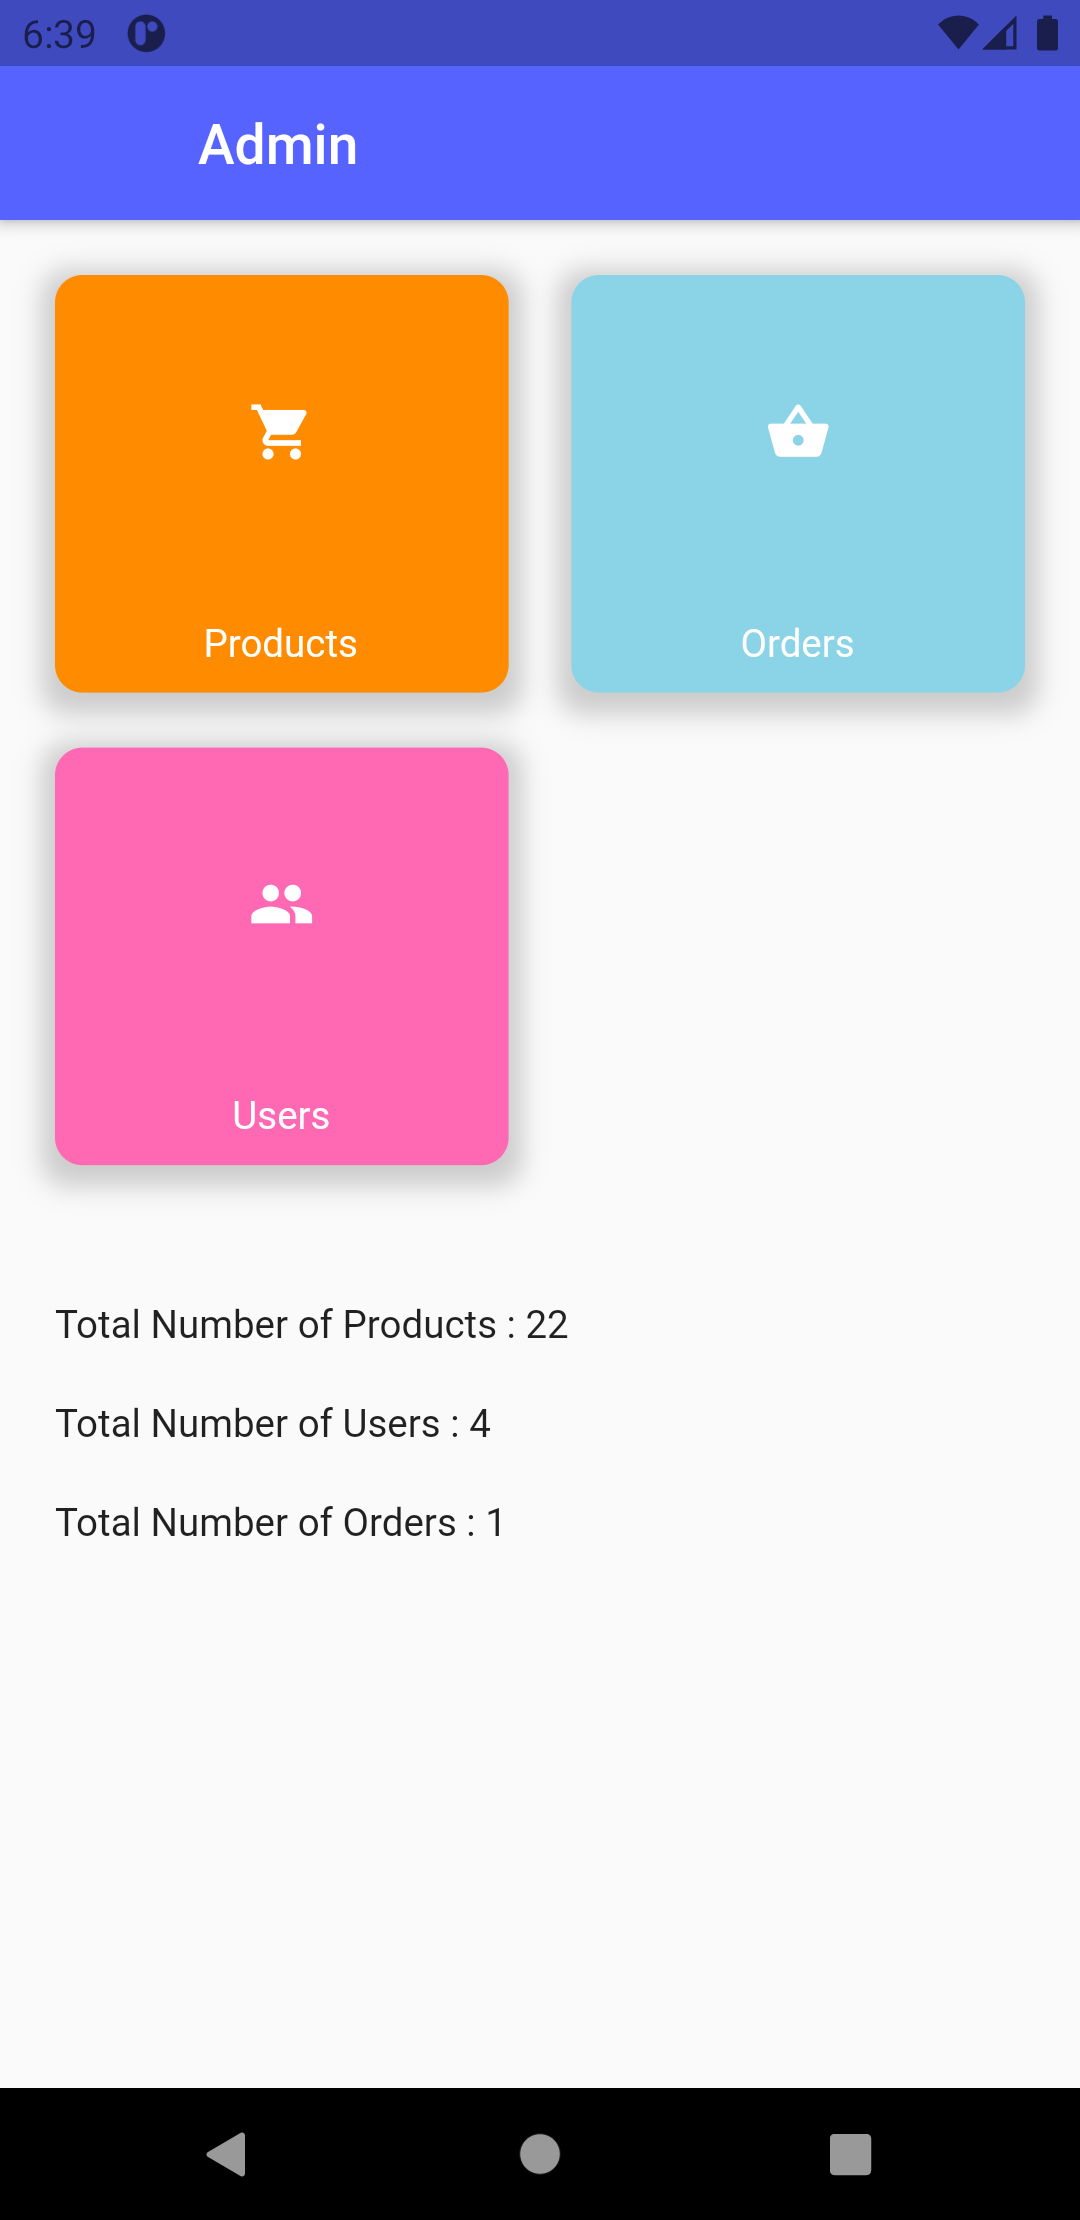 6:39
Admin
Products
Orders
Users
Total Number of Products : 22
Total Number of Users : 4
Total Number of Orders : 1